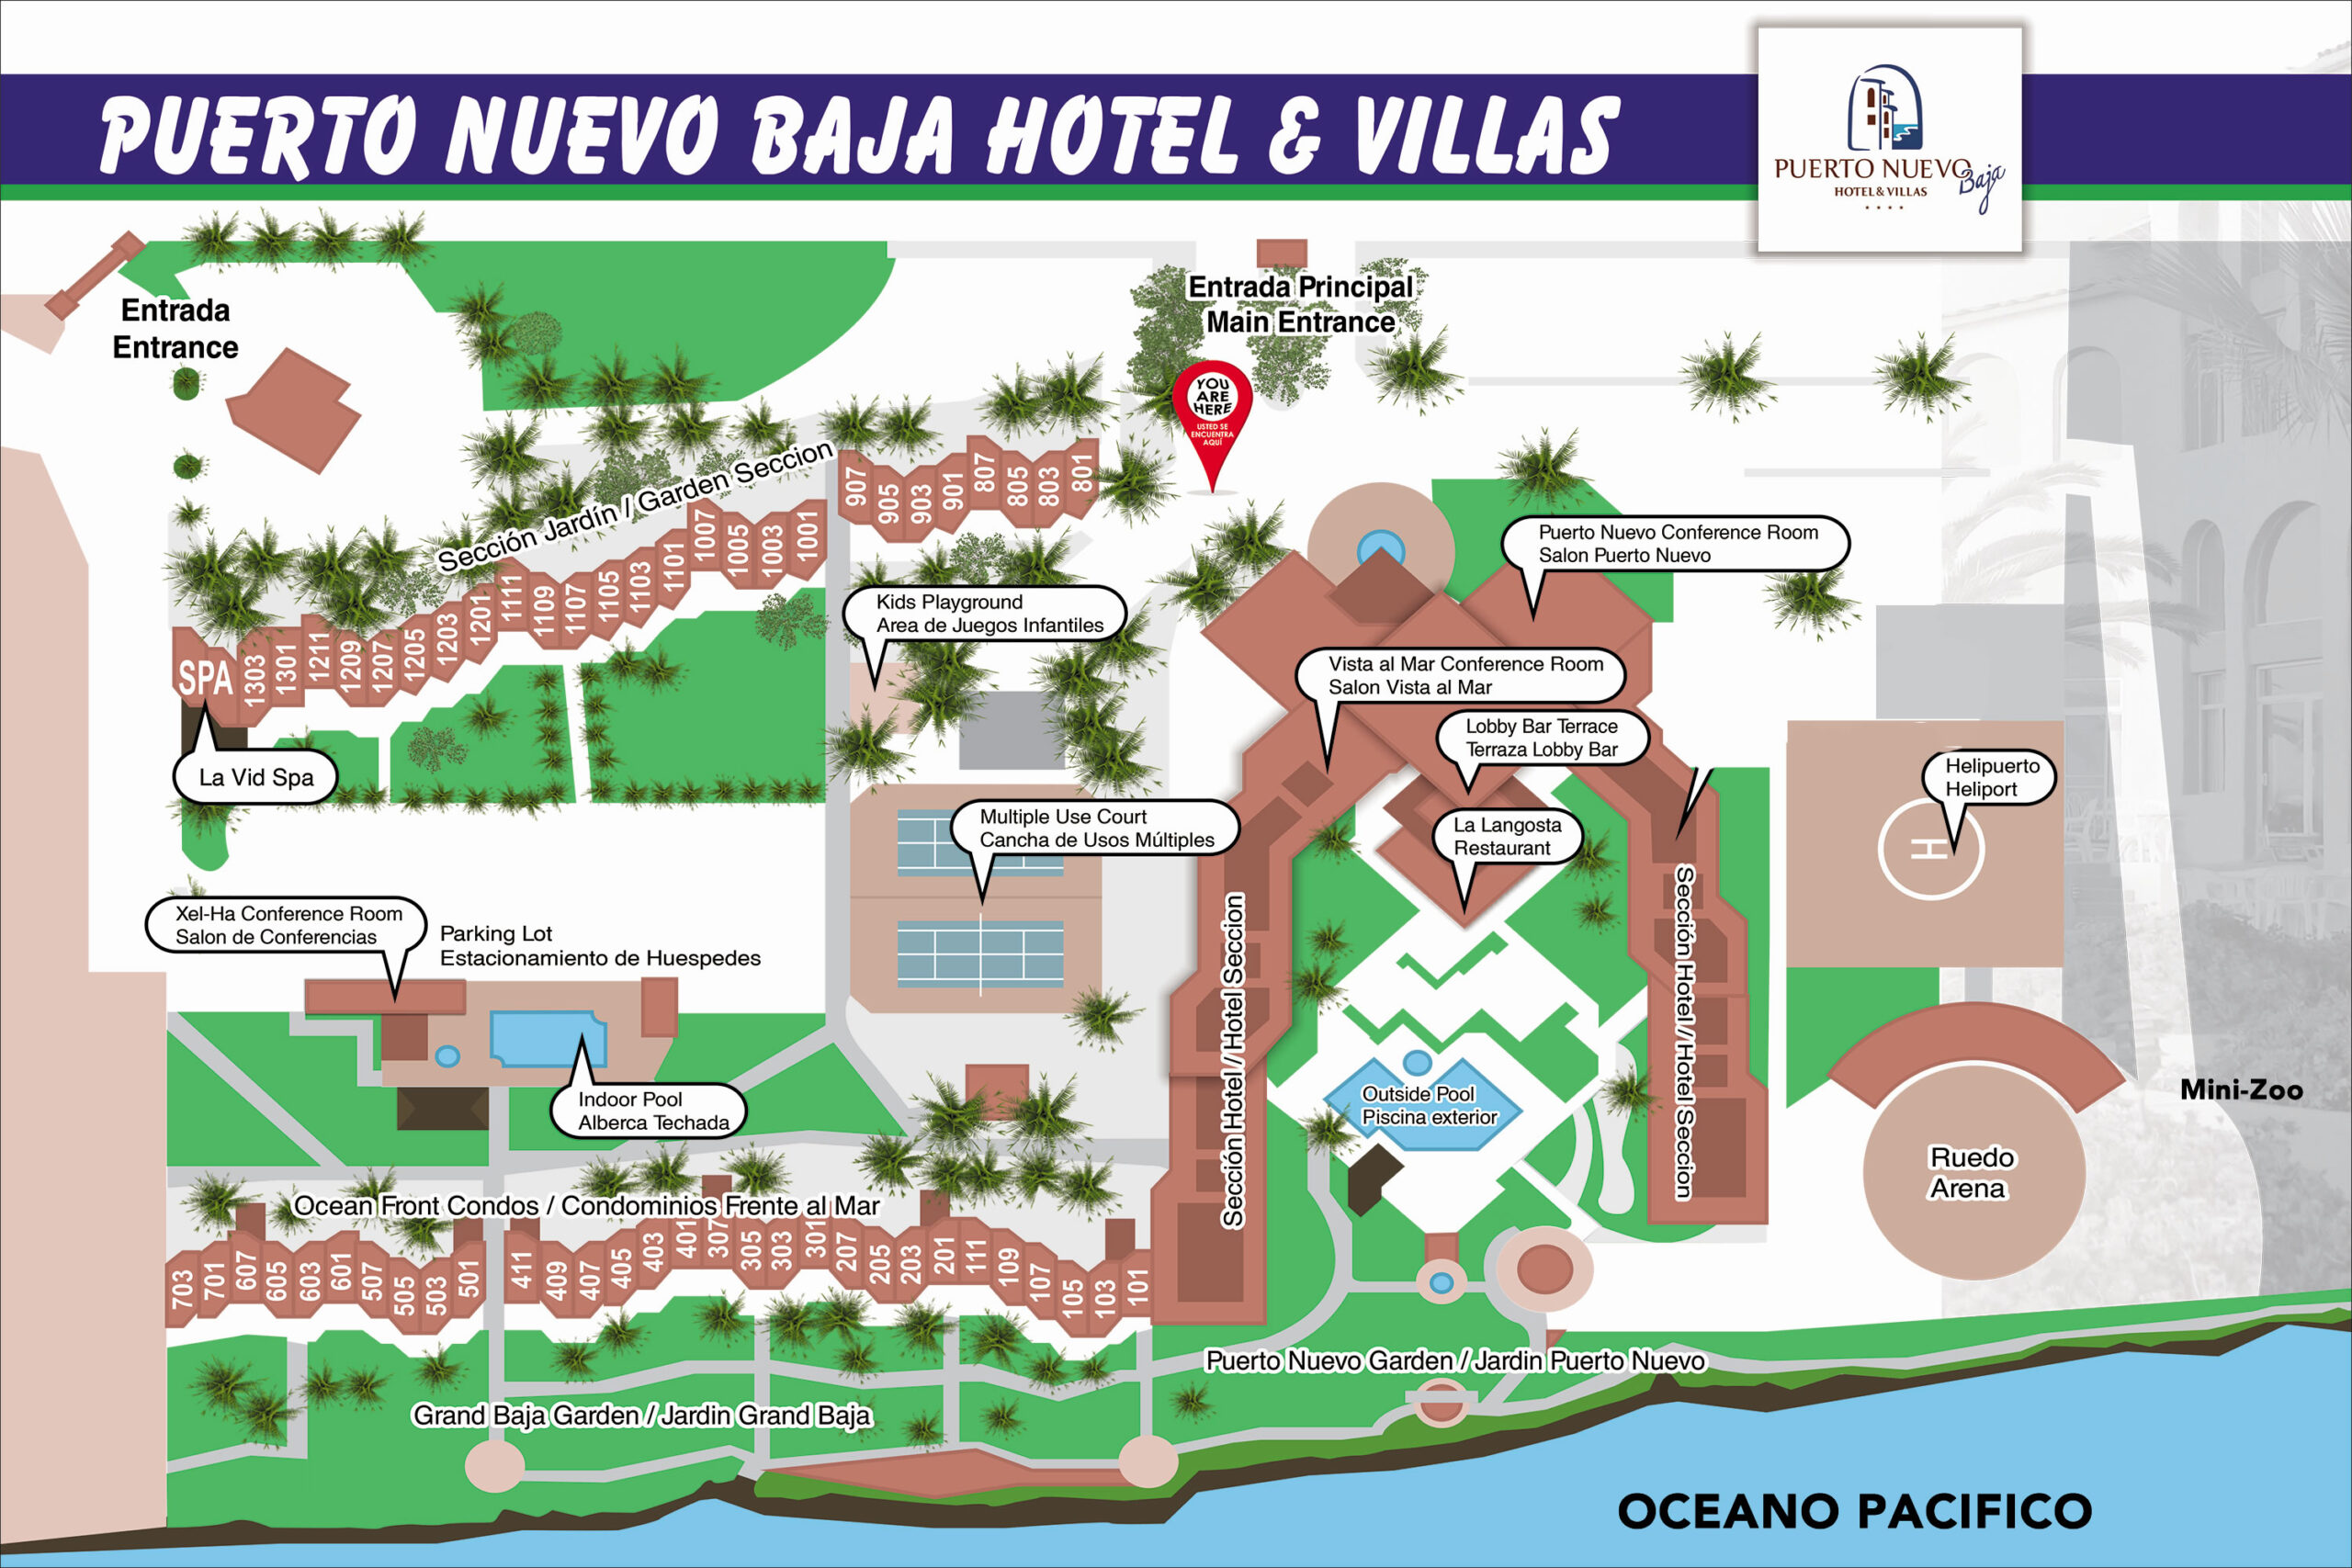 PUERTO NUEVO BAJA HOTEL & VILLAS
PUERTO NUEVO
Baja
HOTEL & VILLAS
Entrada
Entrance
Entrada Principal
Main Entrance
YOU
ARE
HERE
USTED SE
ENCUENTRA
AQUÍ
Sección Jardín / Garden Seccion
907
905
903
901
807
805
803
801
SPA
1303
1301
1211
1209
1207
1205
1203
1201
1111
1109
1107
1105
1103
1101
1007
1005
1003
1001
Puerto Nuevo Conference Room
Salon Puerto Nuevo
Kids Playground
Area de Juegos Infantiles
Vista al Mar Conference Room
Salon Vista al Mar
Lobby Bar Terrace
Terraza Lobby Bar
La Vid Spa
Helipuerto
Heliport
H
Multiple Use Court
Cancha de Usos Múltiples
La Langosta
Restaurant
Xel-Ha Conference Room
Salon de Conferencias
Parking Lot
Estacionamiento de Huespedes
Sección Hotel / Hotel Seccion
Sección Hotel / Hotel Seccion
Indoor Pool
Alberca Techada
Outside Pool
Piscina exterior
Mini-Zoo
Ruedo
Arena
Ocean Front Condos / Condominios Frente al Mar
703
701
607
605
603
601
507
505
503
501
411
409
407
405
403
401
307
305
303
301
207
205
203
201
111
109
107
105
103
101
Puerto Nuevo Garden / Jardin Puerto Nuevo
Grand Baja Garden / Jardin Grand Baja
OCEANO PACIFICO